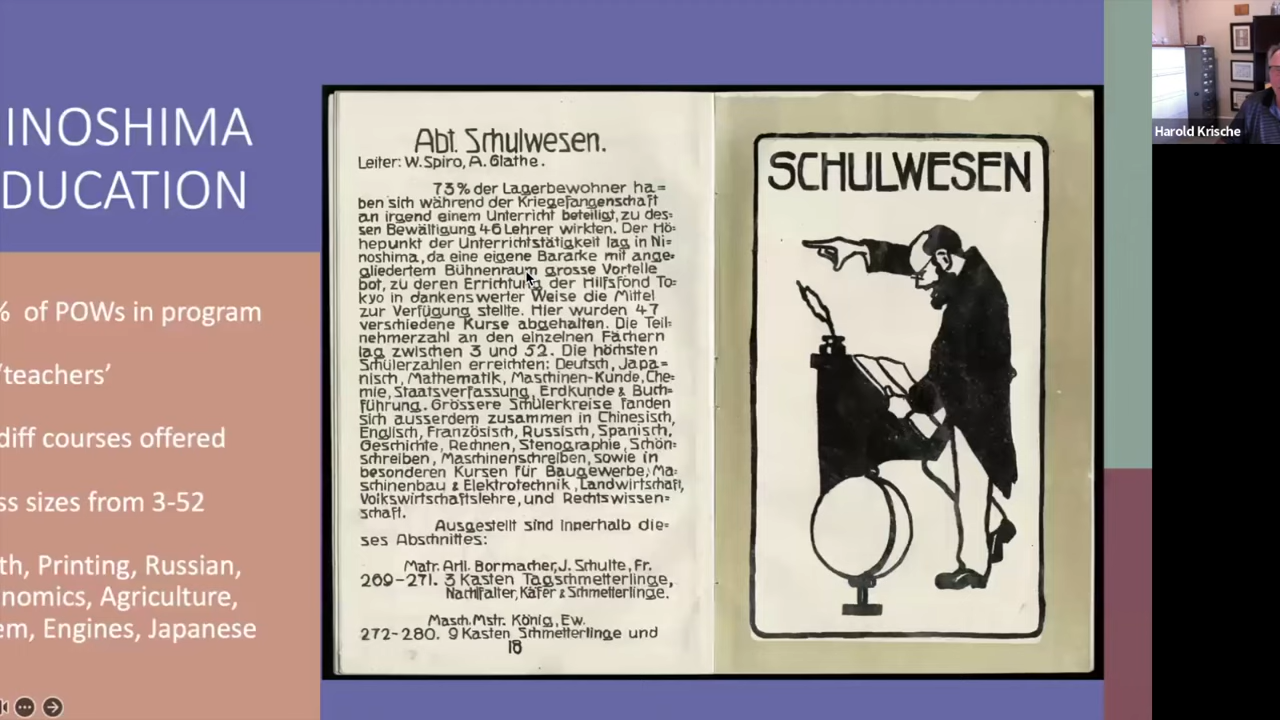 INOSHIMA
DUCATION
% of POWs in program
'teachers'
diff courses offered
ss sizes from 3-52
th, Printing, Russian,
nomics, Agriculture,
em, Engines, Japanese
Abt. Schulwesen.
Leiter: W. Spiro, A. Glathe.
73% der Lagerbewohner ha=
ben sich während der Kriegsfangenschaft
an irgend einem Unterricht beteiligt, zu des=
sen Bewältigung 46 Lehrer wirkten. Der Hö=
hepunkt der Unterrichtstätigkeit lag in Ni=
noshima, da eine eigene Bararke mit ange=
gliedertem Bühnenraum grosse Vorteile
bot, zu deren Errichtung der Hilfsfond To=
kyo in dankenswerter Weise die Mittel
zur Verfügung stellte. Hier wurden 47
verschiedene Kurse abgehalten. Die Teil=
nehmerzahl an den einzelnen Fächern
lag zwischen 3 und 52. Die höchsten
Schülerzahlen erreichten: Deutsch, Japa=
nisch, Mathematik, Maschinen-Kunde, Che=
mie, Staatsverfassung, Erdkunde & Buch=
führung. Grössere Schülerkreise fanden
sich ausserdem zusammen in Chinesisch,
Englisch, Französisch, Russisch, Spanisch,
Geschichte, Rechnen, Stenographie, Schön=
schreiben, Maschinenschreiben, sowie in
besonderen Kursen für Baugewerbe, Ma=
schinenbau & Elektrotechnik, Landwirtschaft,
Volkswirtschaftslehre, und Rechtswissen=
schaft.
Ausgestellt sind innerhalb die=
ses Abschnittes:
Matr. Artl. Bormacher, J. Schulte, Fr.
269-271. 3 Kasten Tagschmetterlinge,
Nachtfalter, Käfer & Schmetterlinge.
Masch. Mstr. König, Ew.
272-280. 9 Kasten Schmetterlinge und
18
SCHULWESEN
Harold Krische